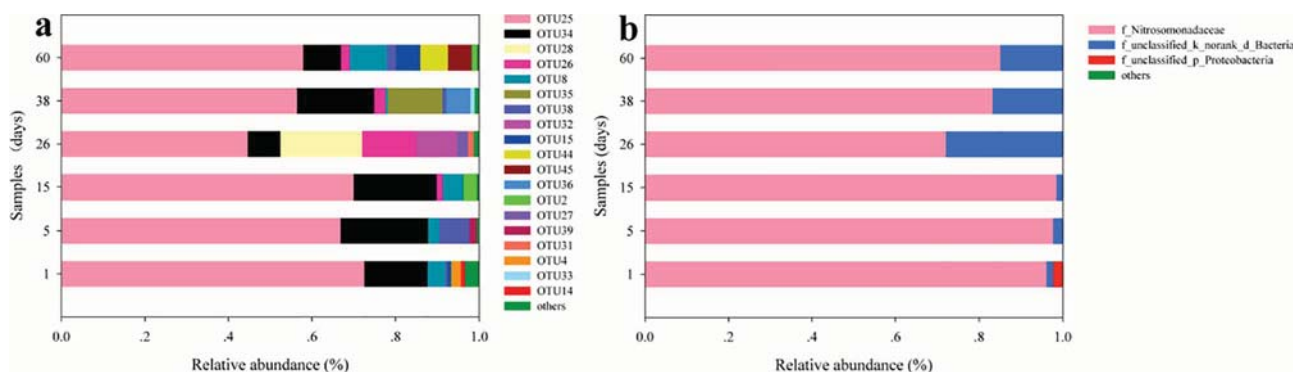 a
Samples (days)
60
38
26
15
5
1
0.0 .2 .4 .6 .8 1.0
Relative abundance (%)
OTU25
OTU34
OTU28
OTU26
OTU8
OTU35
OTU38
OTU32
OTU15
OTU44
OTU45
OTU36
OTU2
OTU27
OTU39
OTU31
OTU4
OTU33
OTU14
others
b
Samples (days)
60
38
26
15
5
1
0.0 .2 .4 .6 .8 1.0
Relative abundance (%)
f_Nitrosomonadaceae
f_unclassified_k_norank_d_Bacteria
f_unclassified_p_Proteobacteria
others